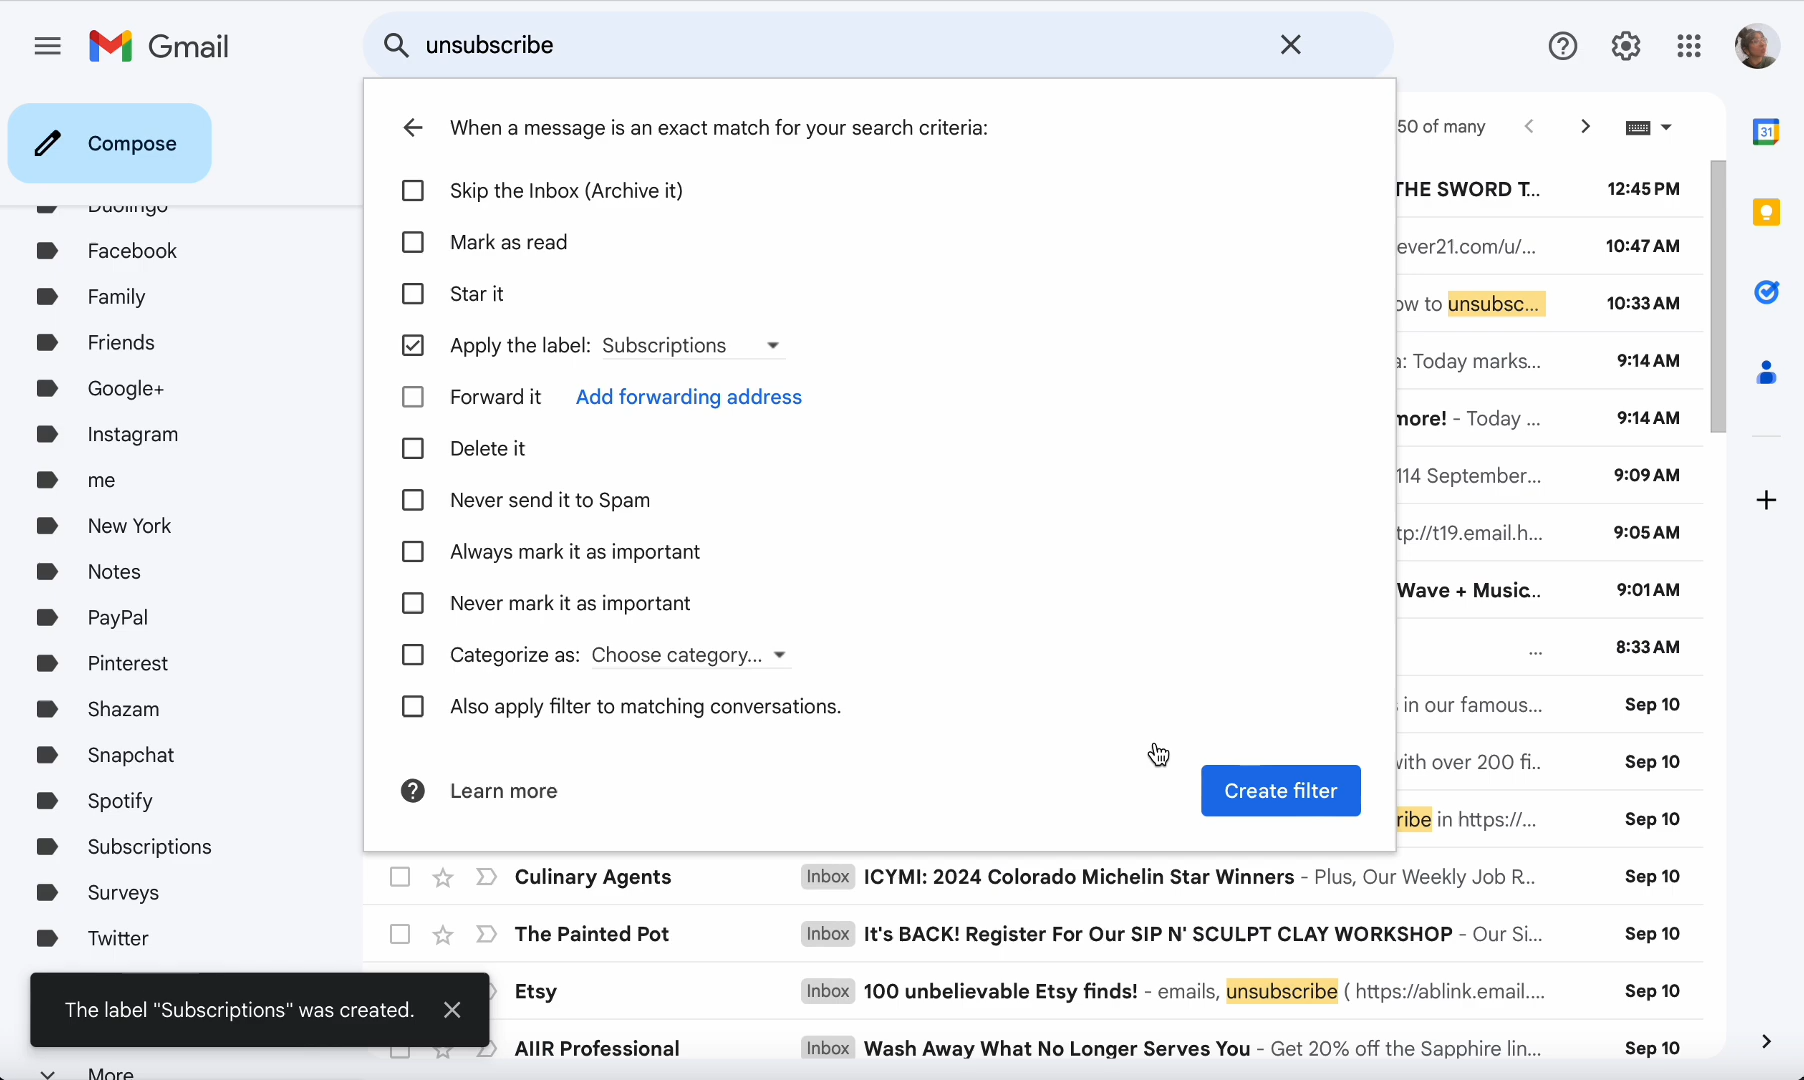 Gmail
unsubscribe
Compose
Duolingo
Facebook
Family
Friends
Google+
Instagram
me
New York
Notes
PayPal
Pinterest
Shazam
Snapchat
Spotify
Subscriptions
Surveys
Twitter
More
The label "Subscriptions" was created.
When a message is an exact match for your search criteria:
Skip the Inbox (Archive it)
Mark as read
Star it
Apply the label: Subscriptions
Forward it Add forwarding address
Delete it
Never send it to Spam
Always mark it as important
Never mark it as important
Categorize as: Choose category...
Also apply filter to matching conversations.
Learn more
Create filter
50 of many
THE SWORD T... 12:45 PM
ever21.com/u/... 10:47 AM
ow to unsubsc... 10:33 AM
a: Today marks... 9:14 AM
more! - Today ... 9:14 AM
114 September... 9:09 AM
tp://t19.email.h... 9:05 AM
Wave + Music... 9:01 AM
... 8:33 AM
in our famous... Sep 10
with over 200 fi... Sep 10
ribe in https://... Sep 10
Culinary Agents Inbox ICYMI: 2024 Colorado Michelin Star Winners - Plus, Our Weekly Job R... Sep 10
The Painted Pot Inbox It's BACK! Register For Our SIP N' SCULPT CLAY WORKSHOP - Our Si... Sep 10
Etsy Inbox 100 unbelievable Etsy finds! - emails, unsubscribe ( https://ablink.email.... Sep 10
AIIR Professional Inbox Wash Away What No Longer Serves You - Get 20% off the Sapphire lin... Sep 10
31